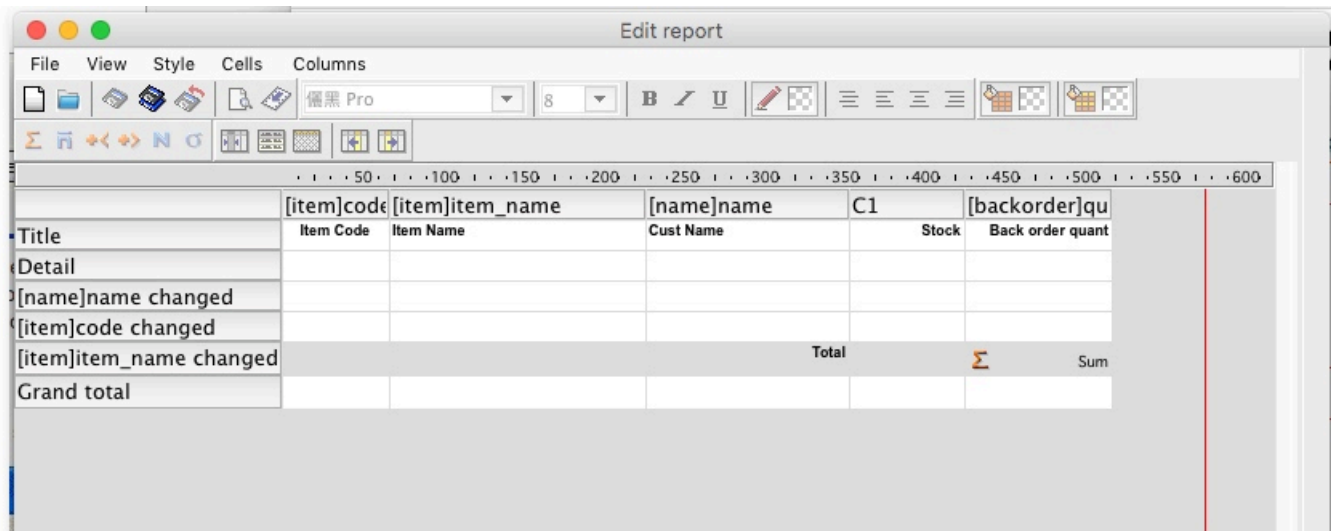 Edit report
File View Style Cells Columns
儷黑 Pro 8 B I U
Σ n N σ
50 100 150 200 250 300 350 400 450 500 550 600
[item]code [item]item_name [name]name C1 [backorder]qu
Title Item Code Item Name Cust Name Stock Back order quant
Detail
[name]name changed
[item]code changed
[item]item_name changed Total Σ Sum
Grand total